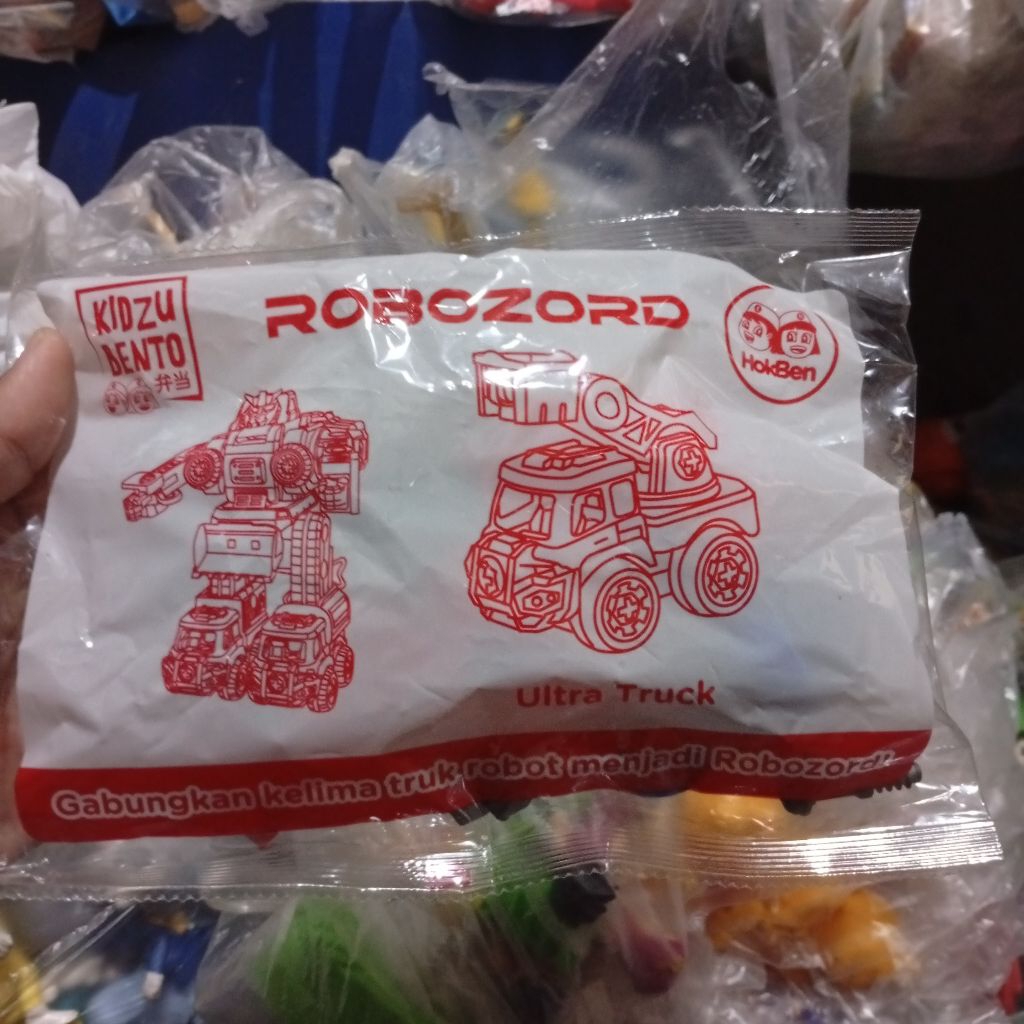 KIDZU
BENTO
弁当
ROBOZORD
HokBen
Ultra Truck
Gabungkan kelima truk robot menjadi Robozord!